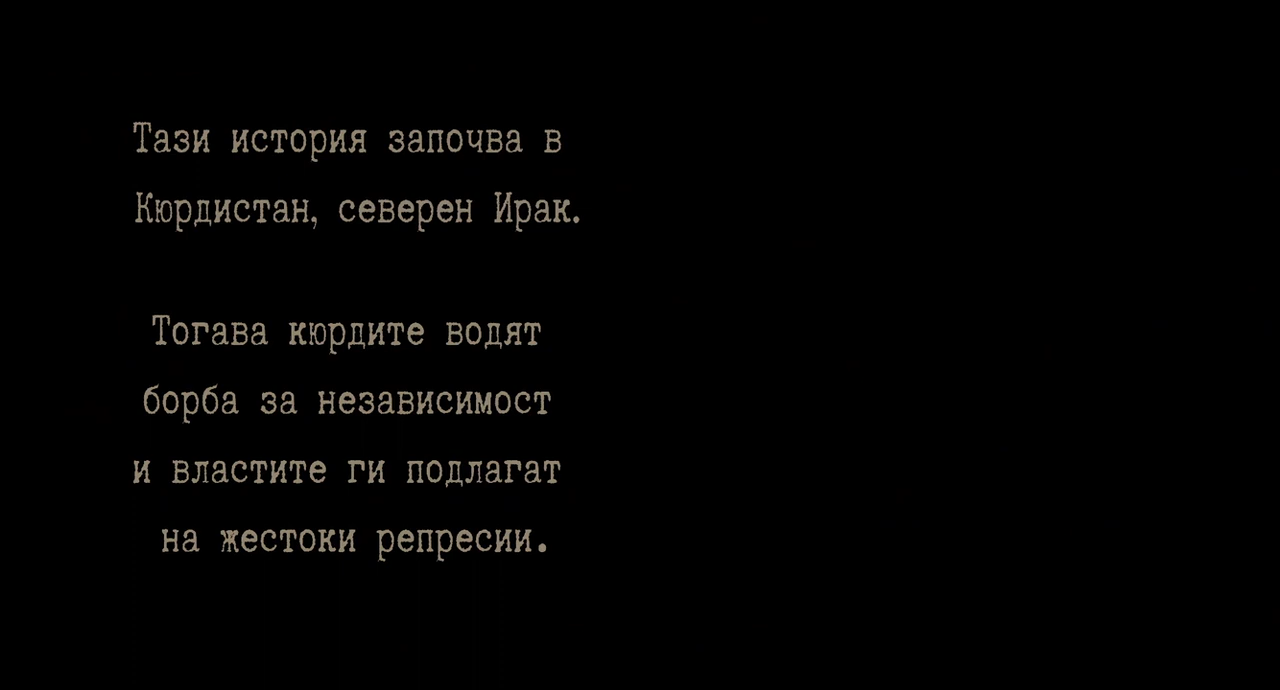 Тази история започва в
Кюрдистан, северен Ирак.
Тогава кюрдите водят
борба за независимост
и властите ги подлагат
на жестоки репресии.